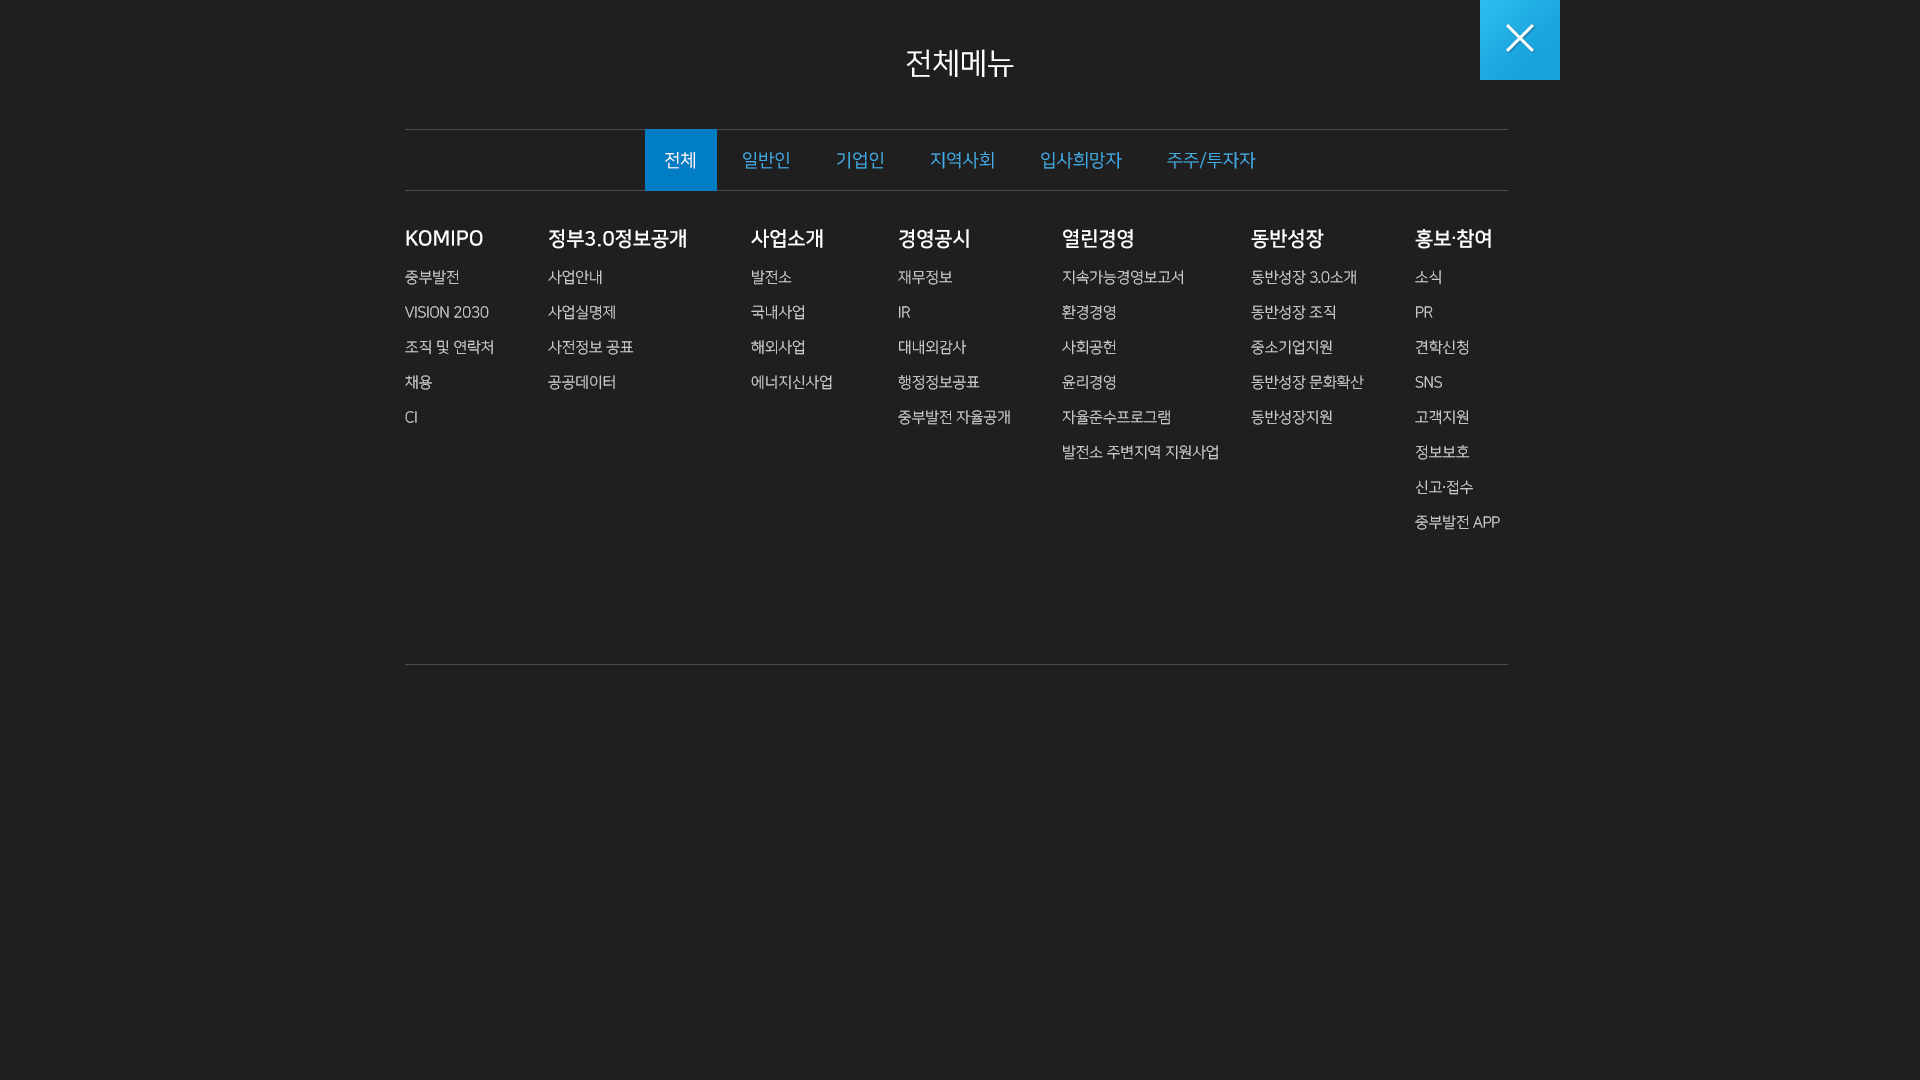 전체메뉴
전체 일반인 기업인 지역사회 입사희망자 주주/투자자
KOMIPO
중부발전
VISION 2030
조직 및 연락처
채용
CI
정부3.0정보공개
사업안내
사업실명제
사전정보 공표
공공데이터
사업소개
발전소
국내사업
해외사업
에너지신사업
경영공시
재무정보
IR
대내외감사
행정정보공표
중부발전 자율공개
열린경영
지속가능경영보고서
환경경영
사회공헌
윤리경영
자율준수프로그램
발전소 주변지역 지원사업
동반성장
동반성장 3.0소개
동반성장 조직
중소기업지원
동반성장 문화확산
동반성장지원
홍보·참여
소식
PR
견학신청
SNS
고객지원
정보보호
신고·접수
중부발전 APP